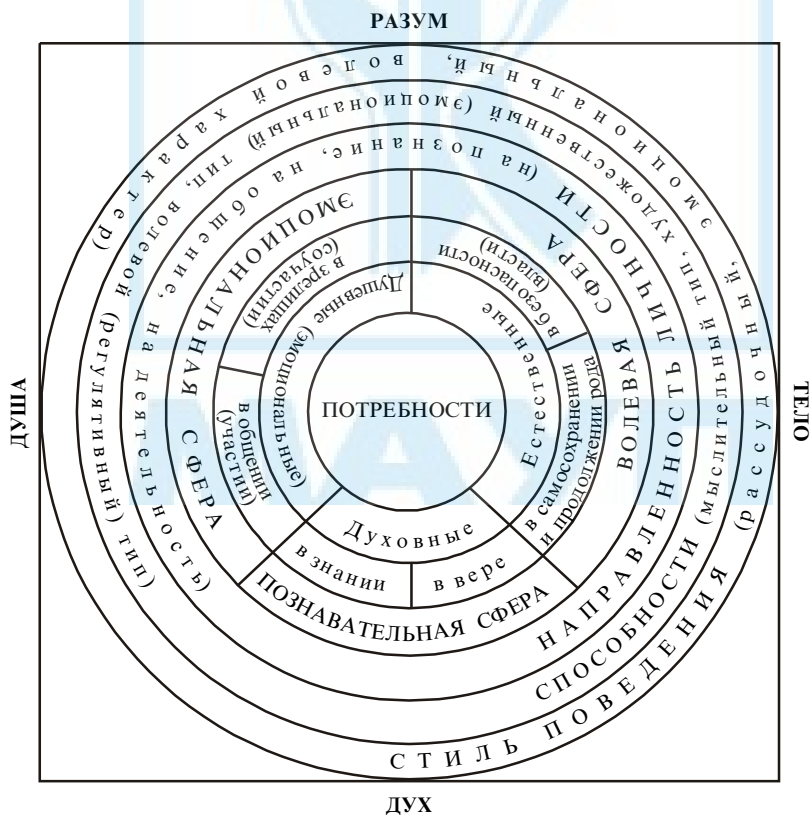 РАЗУМ
ДУША
ТЕЛО
ДУХ
ПОТРЕБНОСТИ
Душевные (эмоциональные)
Естественные
Духовные
в зрелищах
(соучастии)
в безопасности
(власти)
в общении
(участии)
в самосохранении
и продолжении рода
в знании
в вере
ЭМОЦИОНАЛЬНАЯ СФЕРА
ВОЛЕВАЯ СФЕРА
ПОЗНАВАТЕЛЬНАЯ СФЕРА
НАПРАВЛЕННОСТЬ ЛИЧНОСТИ (на познание, на общение, на деятельность)
СПОСОБНОСТИ (мыслительный тип, художественный (эмоциональный) тип, волевой (регулятивный) тип)
СТИЛЬ ПОВЕДЕНИЯ (рассудочный, эмоциональный, волевой характер)
МАУП